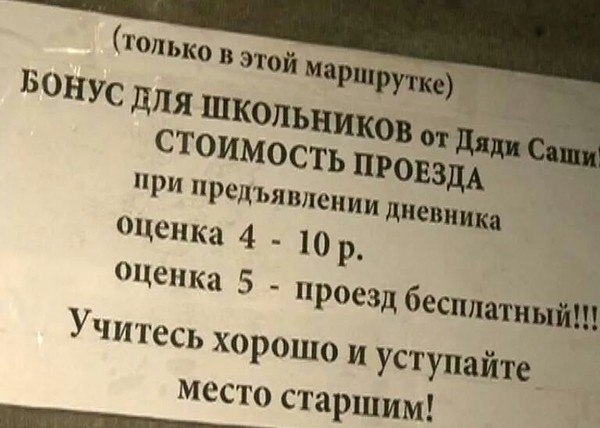 (только в этой маршрутке)
БОНУС ДЛЯ ШКОЛЬНИКОВ от Дяди Саши!
СТОИМОСТЬ ПРОЕЗДА
при предъявлении дневника
оценка 4 - 10 р.
оценка 5 - проезд бесплатный!!!
Учитесь хорошо и уступайте
место старшим!